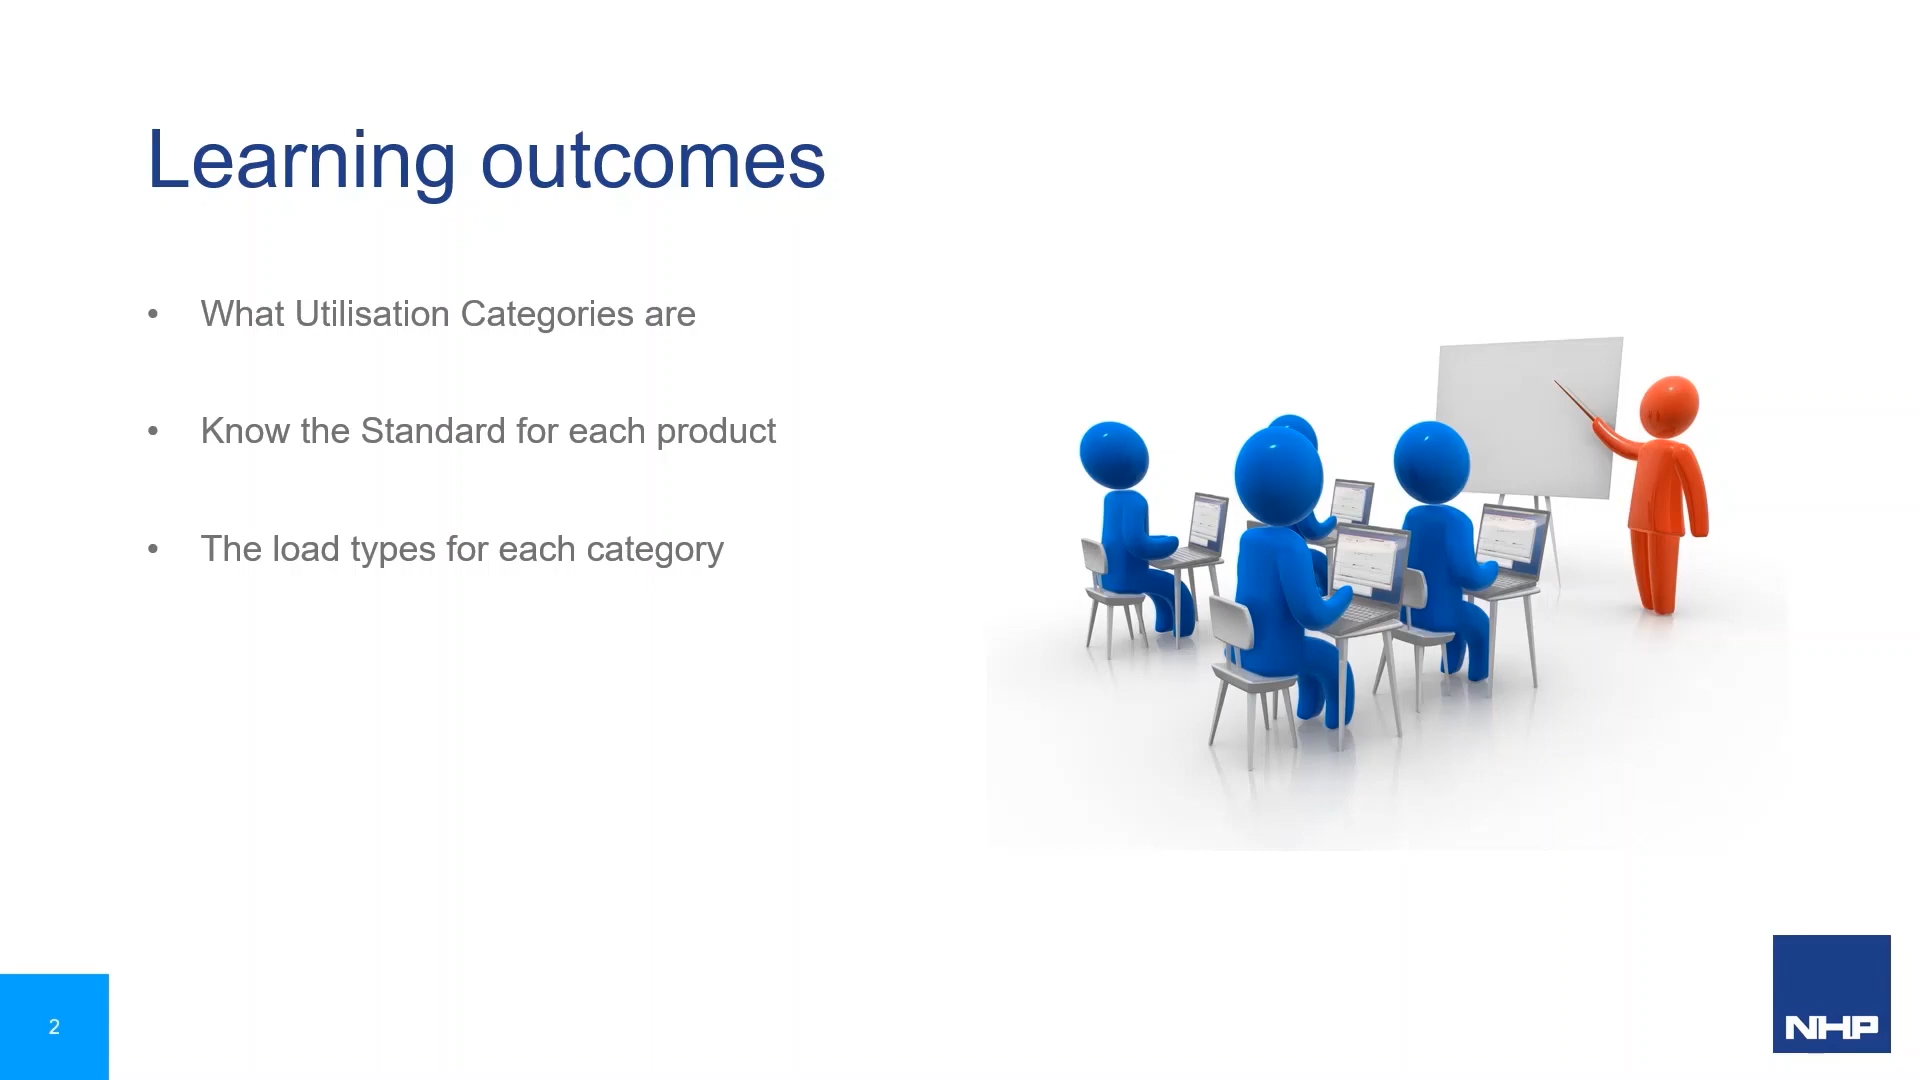 Learning outcomes
• What Utilisation Categories are
• Know the Standard for each product
• The load types for each category
2
NHP